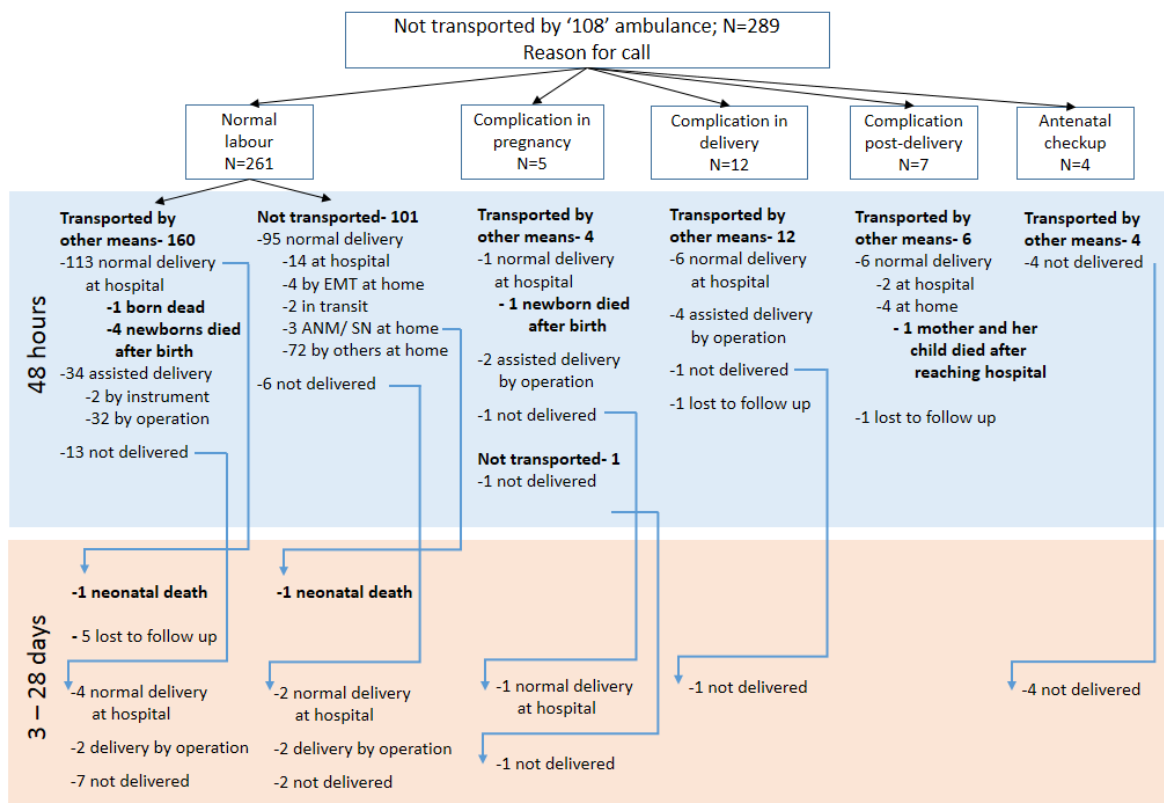 Not transported by ‘108’ ambulance; N=289
Reason for call
Normal
labour
N=261
Complication in
pregnancy
N=5
Complication in
delivery
N=12
Complication
post-delivery
N=7
Antenatal
checkup
N=4
48 hours
Transported by
other means- 160
-113 normal delivery
at hospital
-1 born dead
-4 newborns died
after birth
-34 assisted delivery
-2 by instrument
-32 by operation
-13 not delivered
Not transported- 101
-95 normal delivery
-14 at hospital
-4 by EMT at home
-2 in transit
-3 ANM/ SN at home
-72 by others at home
-6 not delivered
Transported by
other means- 4
-1 normal delivery
at hospital
- 1 newborn died
after birth
-2 assisted delivery
by operation
-1 not delivered
Not transported- 1
-1 not delivered
Transported by
other means- 12
-6 normal delivery
at hospital
-4 assisted delivery
by operation
-1 not delivered
-1 lost to follow up
Transported by
other means- 6
-6 normal delivery
-2 at hospital
-4 at home
- 1 mother and her
child died after
reaching hospital
-1 lost to follow up
Transported by
other means- 4
-4 not delivered
3 – 28 days
-1 neonatal death
- 5 lost to follow up
-4 normal delivery
at hospital
-2 delivery by operation
-7 not delivered
-1 neonatal death
-2 normal delivery
at hospital
-2 delivery by operation
-2 not delivered
-1 normal delivery
at hospital
-1 not delivered
-1 not delivered
-4 not delivered